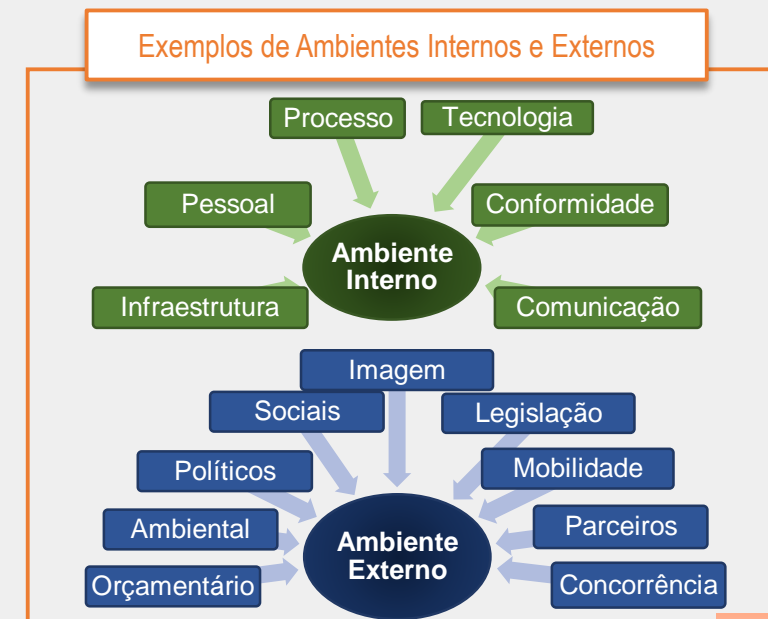 Exemplos de Ambientes Internos e Externos
Processo
Tecnologia
Pessoal
Conformidade
Ambiente
Interno
Infraestrutura
Comunicação
Imagem
Sociais
Legislação
Políticos
Mobilidade
Ambiental
Parceiros
Ambiente
Externo
Orçamentário
Concorrência